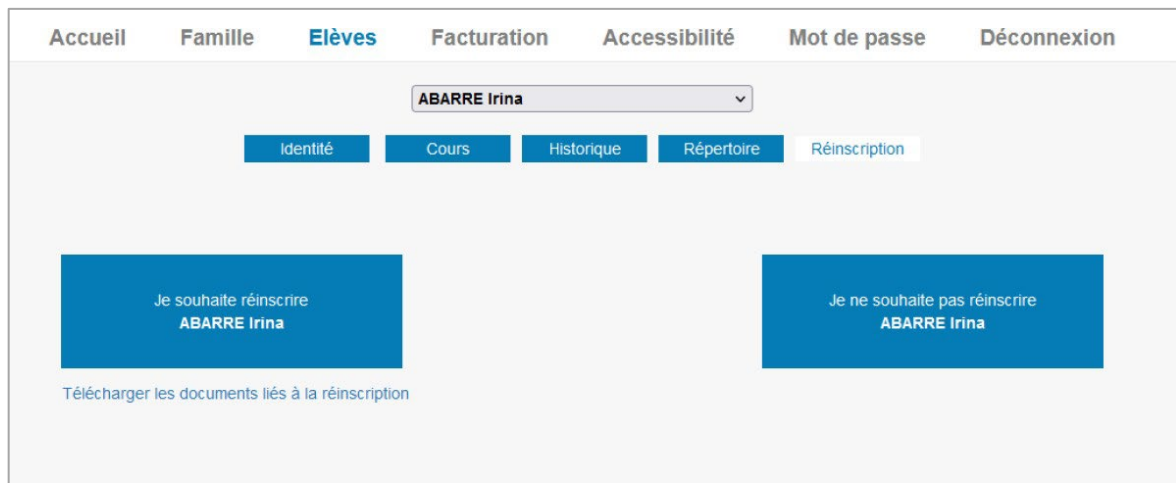 Accueil Famille Elèves Facturation Accessibilité Mot de passe Déconnexion
ABARRE Irina
Identité Cours Historique Répertoire Réinscription
Je souhaite réinscrire
ABARRE Irina
Je ne souhaite pas réinscrire
ABARRE Irina
Télécharger les documents liés à la réinscription